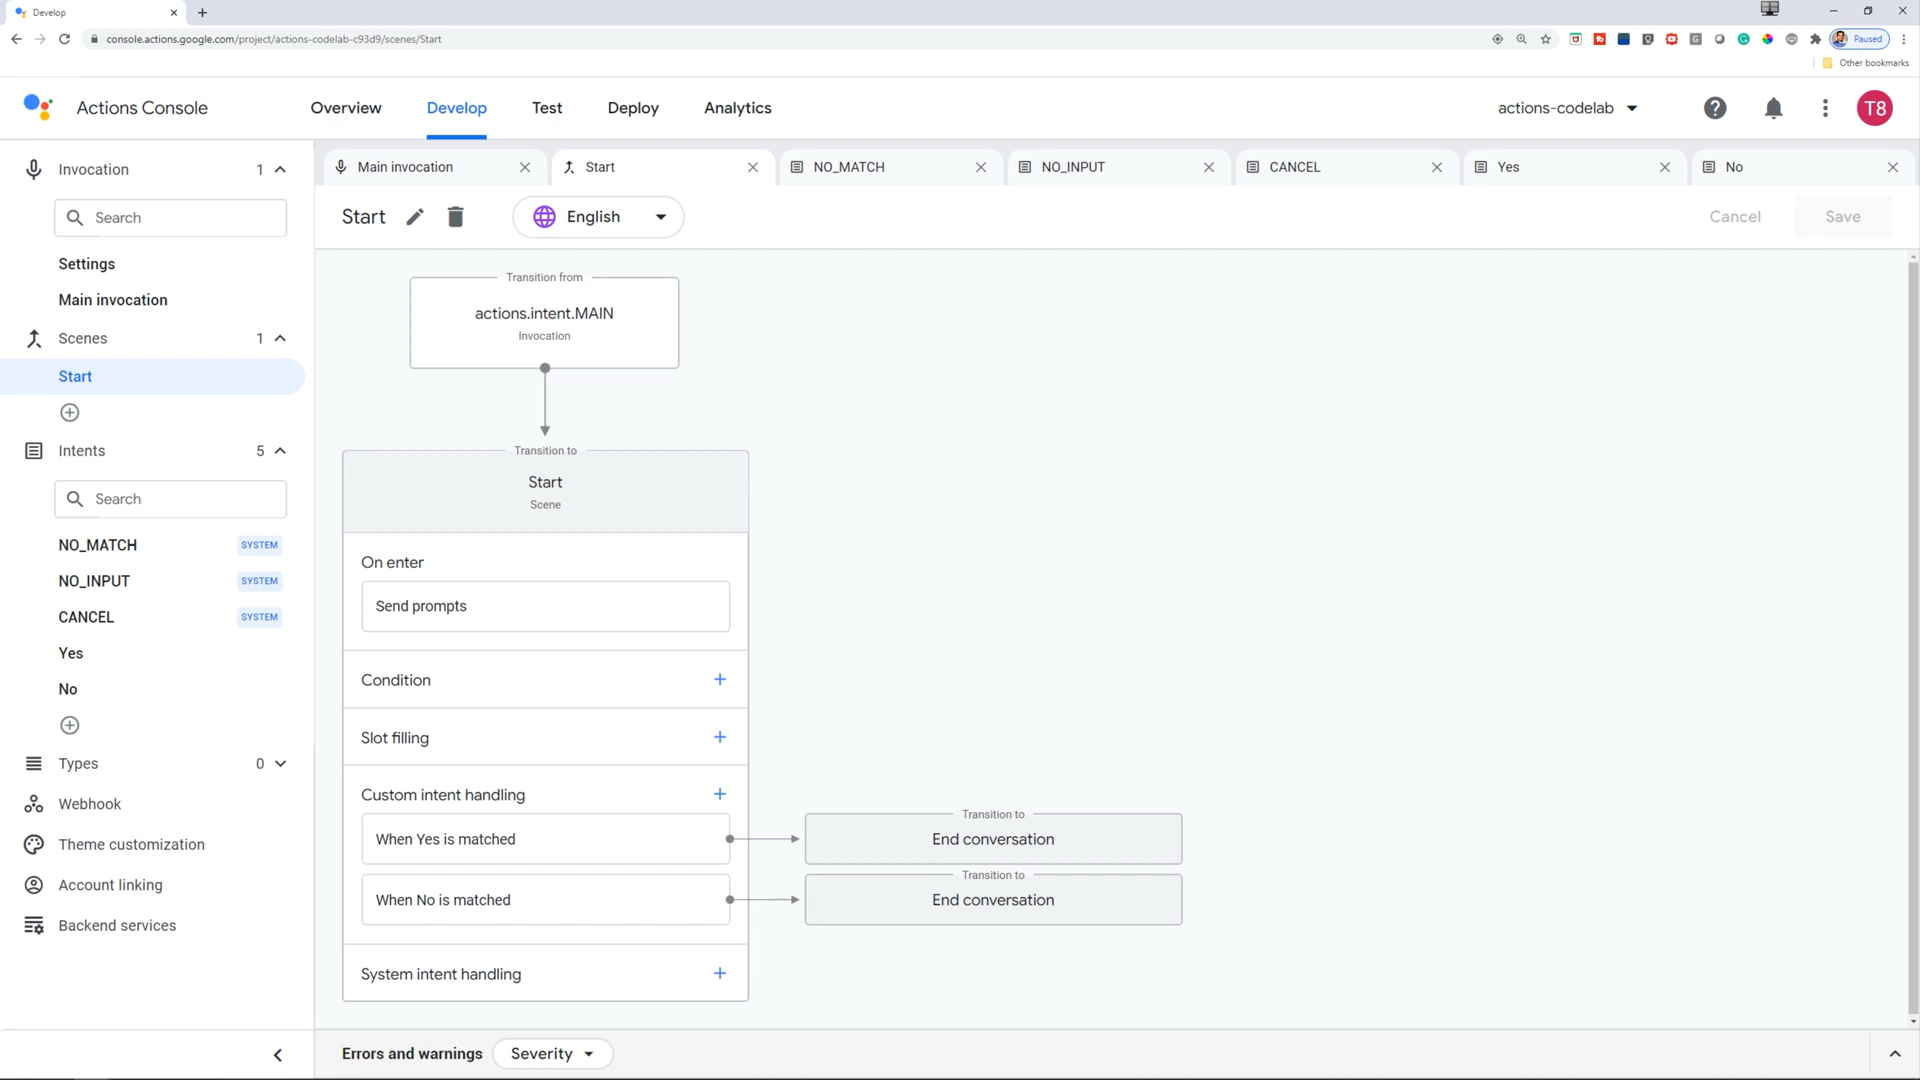 Develop
console.actions.google.com/project/actions-codelab-c93d9/scenes/Start
Paused
Other bookmarks
Actions Console
Overview
Develop
Test
Deploy
Analytics
actions-codelab
T8
Invocation 1
Search
Settings
Main invocation
Scenes 1
Start
Intents 5
Search
NO_MATCH SYSTEM
NO_INPUT SYSTEM
CANCEL SYSTEM
Yes
No
Types 0
Webhook
Theme customization
Account linking
Backend services
Main invocation
Start
NO_MATCH
NO_INPUT
CANCEL
Yes
No
Start
English
Cancel
Save
Transition from
actions.intent.MAIN
Invocation
Transition to
Start
Scene
On enter
Send prompts
Condition
Slot filling
Custom intent handling
When Yes is matched
Transition to
End conversation
When No is matched
Transition to
End conversation
System intent handling
Errors and warnings
Severity